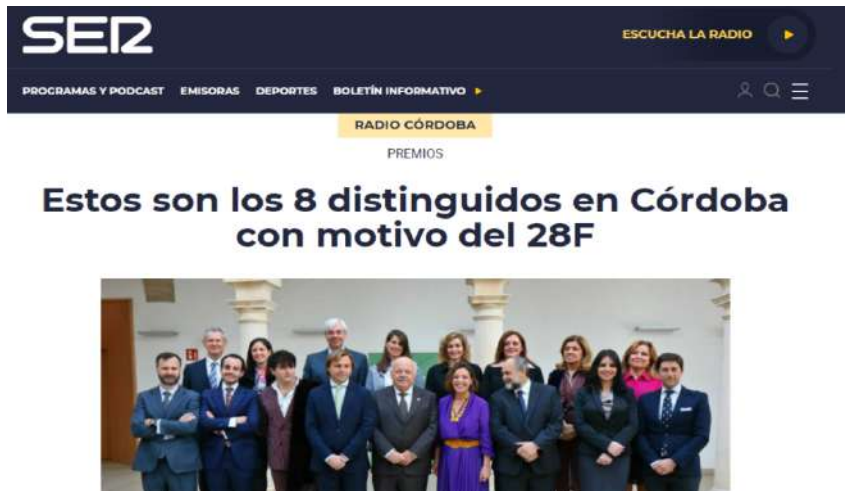 SER
ESCUCHA LA RADIO
PROGRAMAS Y PODCAST EMISORAS DEPORTES BOLETÍN INFORMATIVO
RADIO CÓRDOBA
PREMIOS
Estos son los 8 distinguidos en Córdoba
con motivo del 28F